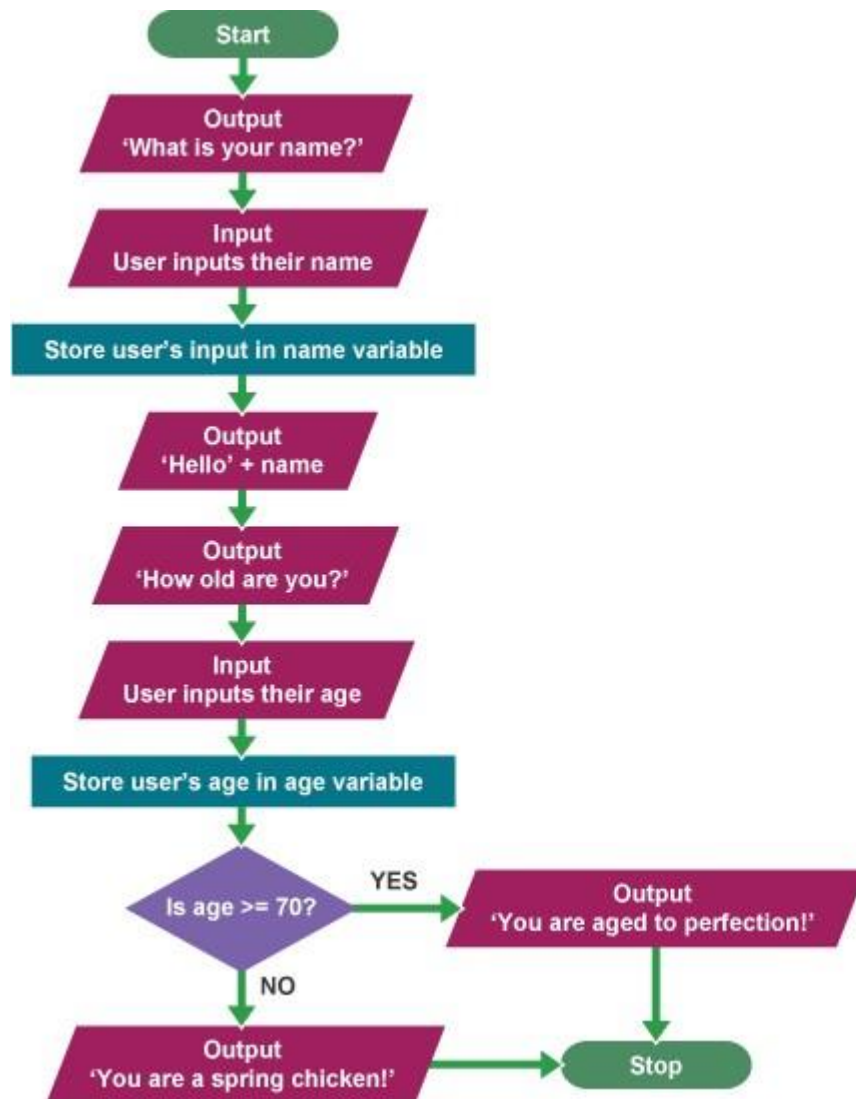 Start
Output
‘What is your name?’
Input
User inputs their name
Store user’s input in name variable
Output
‘Hello’ + name
Output
‘How old are you?’
Input
User inputs their age
Store user’s age in age variable
Is age >= 70?
YES
Output
‘You are aged to perfection!’
NO
Output
‘You are a spring chicken!’
Stop